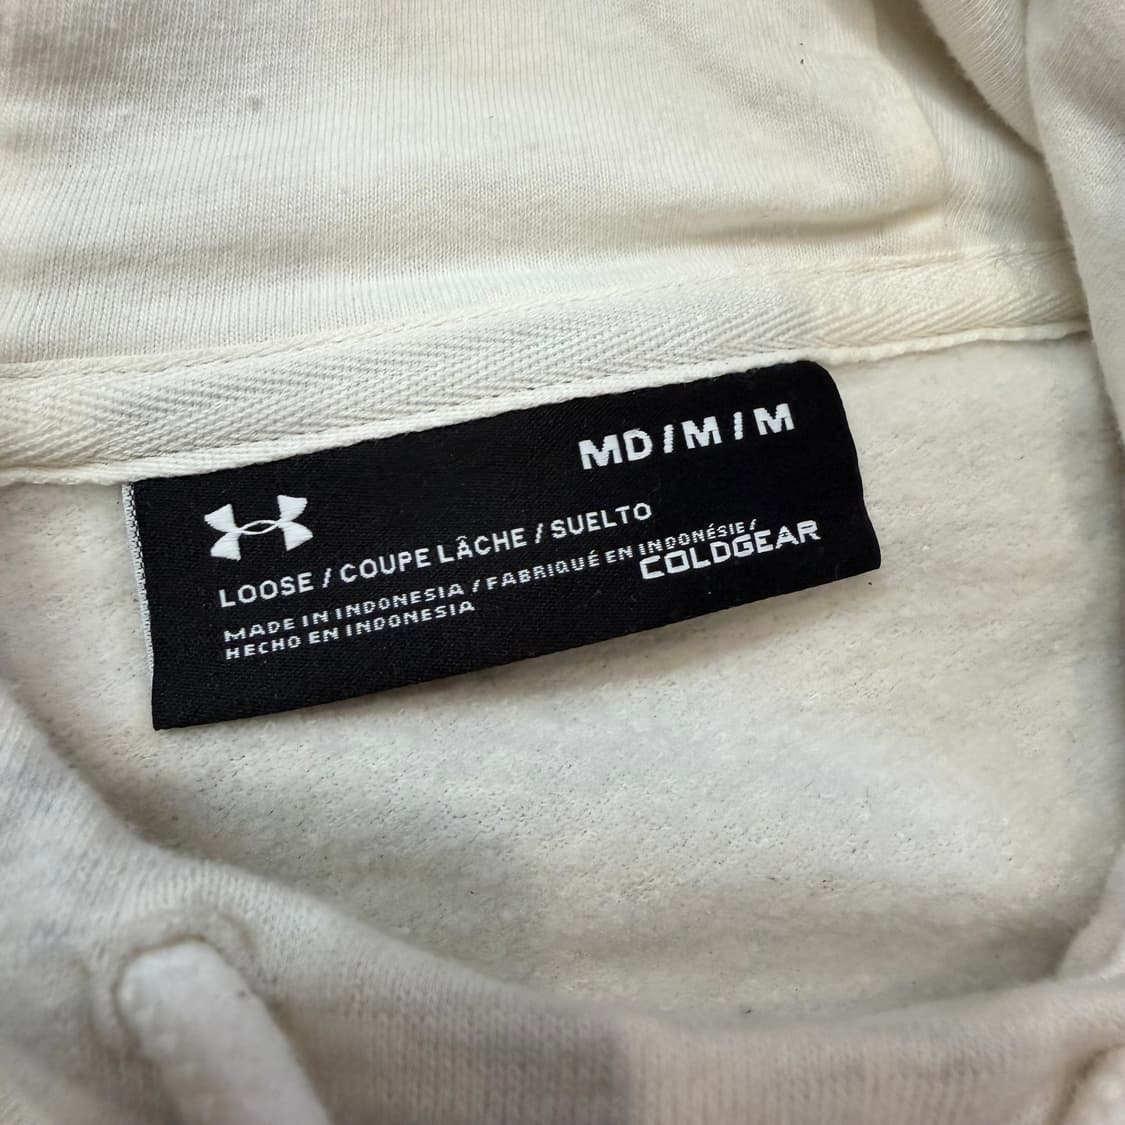 MD / M / M
LOOSE / COUPE LÂCHE / SUELTO
MADE IN INDONESIA / FABRIQUÉ EN INDONÉSIE /
HECHO EN INDONESIA
COLDGEAR